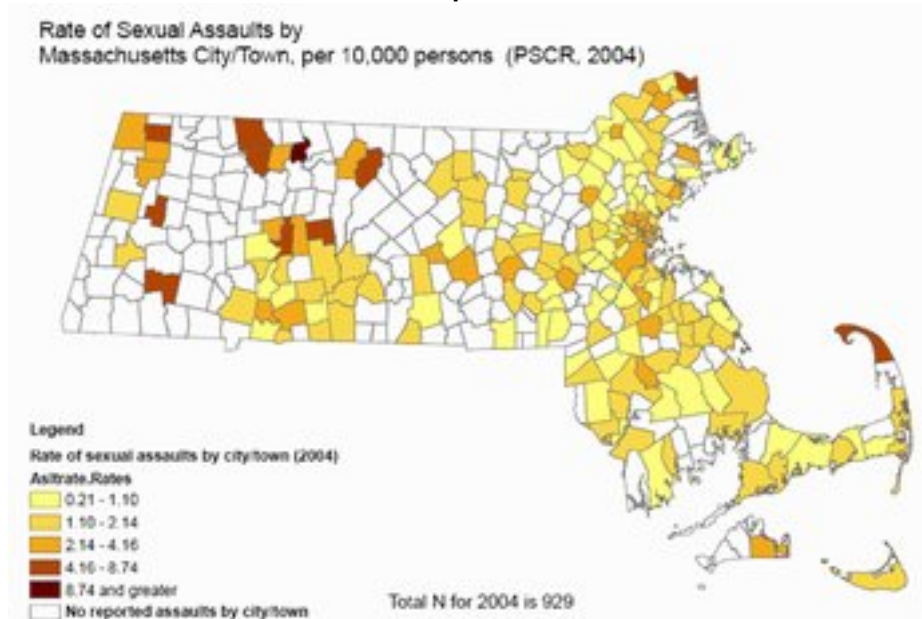 Rate of Sexual Assaults by
Massachusetts City/Town, per 10,000 persons (PSCR, 2004)
Legend
Rate of sexual assaults by city/town (2004)
Asltrate.Rates
0.21 - 1.10
1.10 - 2.14
2.14 - 4.16
4.16 - 8.74
8.74 and greater
No reported assaults by city/town
Total N for 2004 is 929